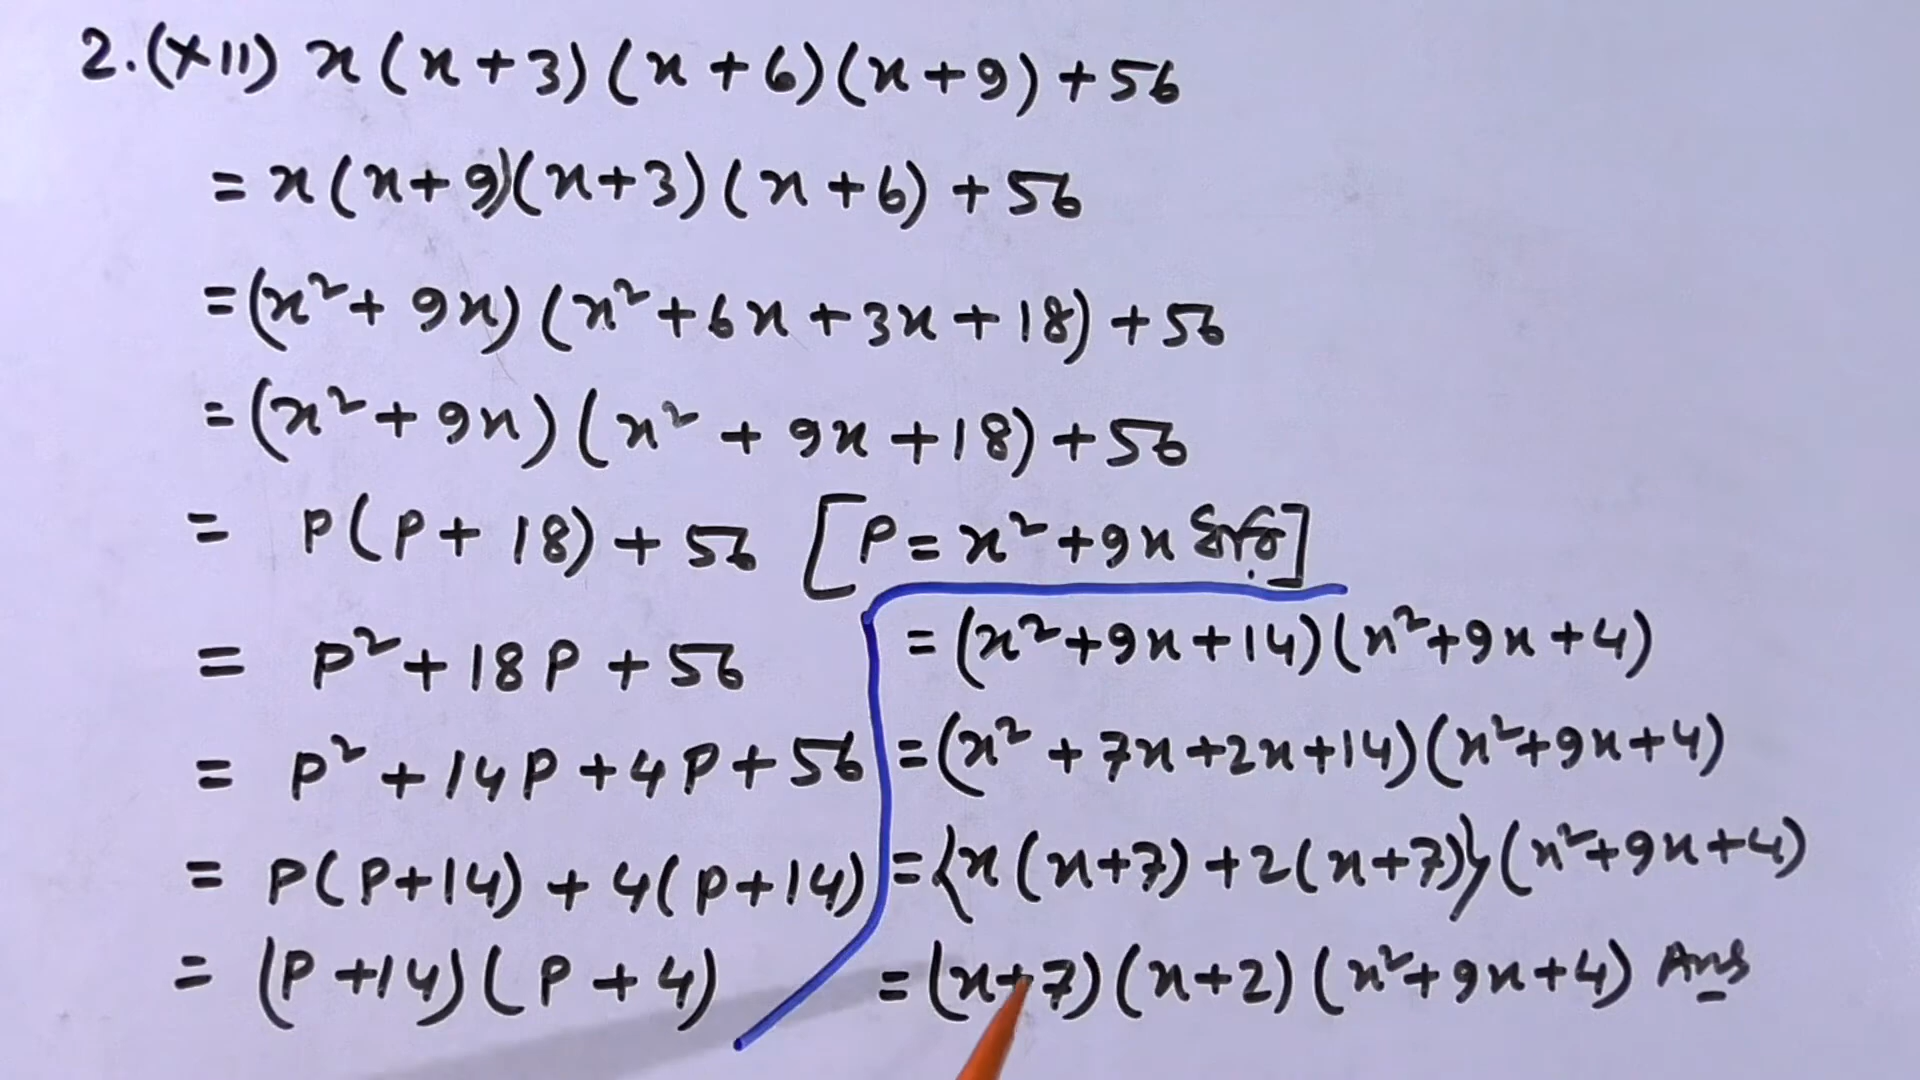 2.(XII) x(x+3)(x+6)(x+9)+56
= x(x+9)(x+3)(x+6)+56
=(x²+9x)(x²+6x+3x+18)+56
=(x²+9x)(x²+9x+18)+56
= P(P+18)+56 [P=x²+9x ধরি]
= P²+18P+56
= P²+14P+4P+56
= P(P+14)+4(P+14)
= (P+14)(P+4)
=(x²+9x+14)(x²+9x+4)
=(x²+7x+2x+14)(x²+9x+4)
={x(x+7)+2(x+7)}(x²+9x+4)
=(x+7)(x+2)(x²+9x+4) Ans